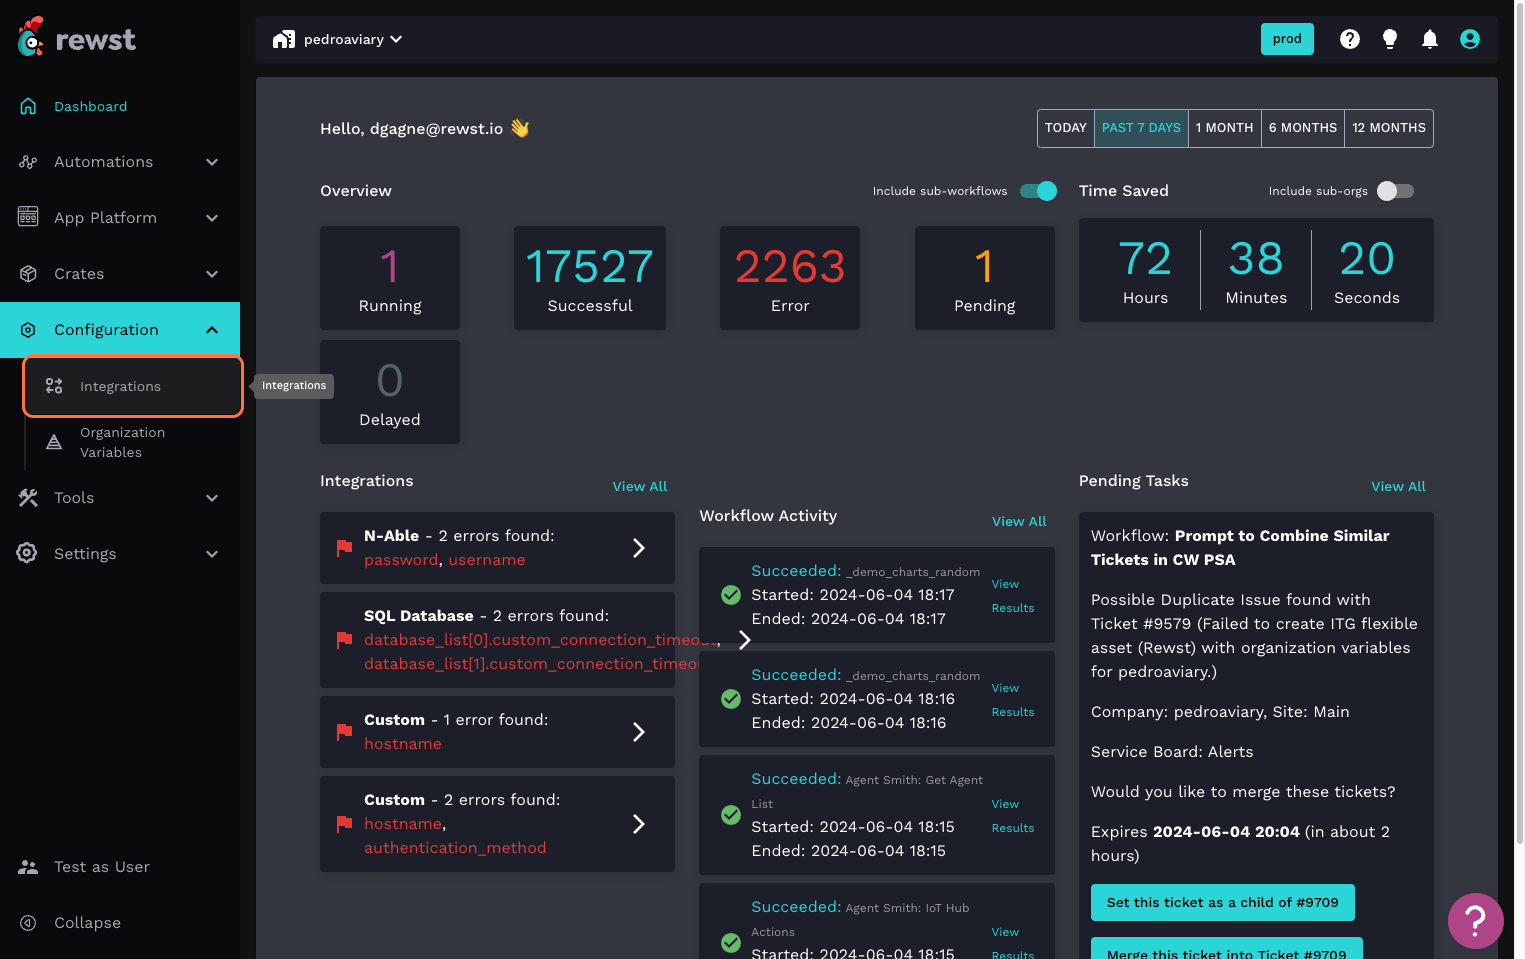 rewst
pedroaviary
prod
Dashboard
Automations
App Platform
Crates
Configuration
Integrations
Integrations
Organization
Variables
Tools
Settings
Test as User
Collapse
Hello, dgagne@rewst.io 👋
TODAY
PAST 7 DAYS
1 MONTH
6 MONTHS
12 MONTHS
Overview
Include sub-workflows
1
Running
17527
Successful
2263
Error
1
Pending
0
Delayed
Time Saved
Include sub-orgs
72
Hours
38
Minutes
20
Seconds
Integrations
View All
N-Able - 2 errors found:
password, username
SQL Database - 2 errors found:
database_list[0].custom_connection_timeout,
database_list[1].custom_connection_timeou
Custom - 1 error found:
hostname
Custom - 2 errors found:
hostname,
authentication_method
Workflow Activity
View All
Succeeded: _demo_charts_random
Started: 2024-06-04 18:17
Ended: 2024-06-04 18:17
View
Results
Succeeded: _demo_charts_random
Started: 2024-06-04 18:16
Ended: 2024-06-04 18:16
View
Results
Succeeded: Agent Smith: Get Agent
List
Started: 2024-06-04 18:15
Ended: 2024-06-04 18:15
View
Results
Succeeded: Agent Smith: IoT Hub
Actions
Started: 2024-06-04 18:15
View
Results
Pending Tasks
View All
Workflow: Prompt to Combine Similar
Tickets in CW PSA
Possible Duplicate Issue found with
Ticket #9579 (Failed to create ITG flexible
asset (Rewst) with organization variables
for pedroaviary.)
Company: pedroaviary, Site: Main
Service Board: Alerts
Would you like to merge these tickets?
Expires 2024-06-04 20:04 (in about 2
hours)
Set this ticket as a child of #9709
Merge this ticket into Ticket #9709
?